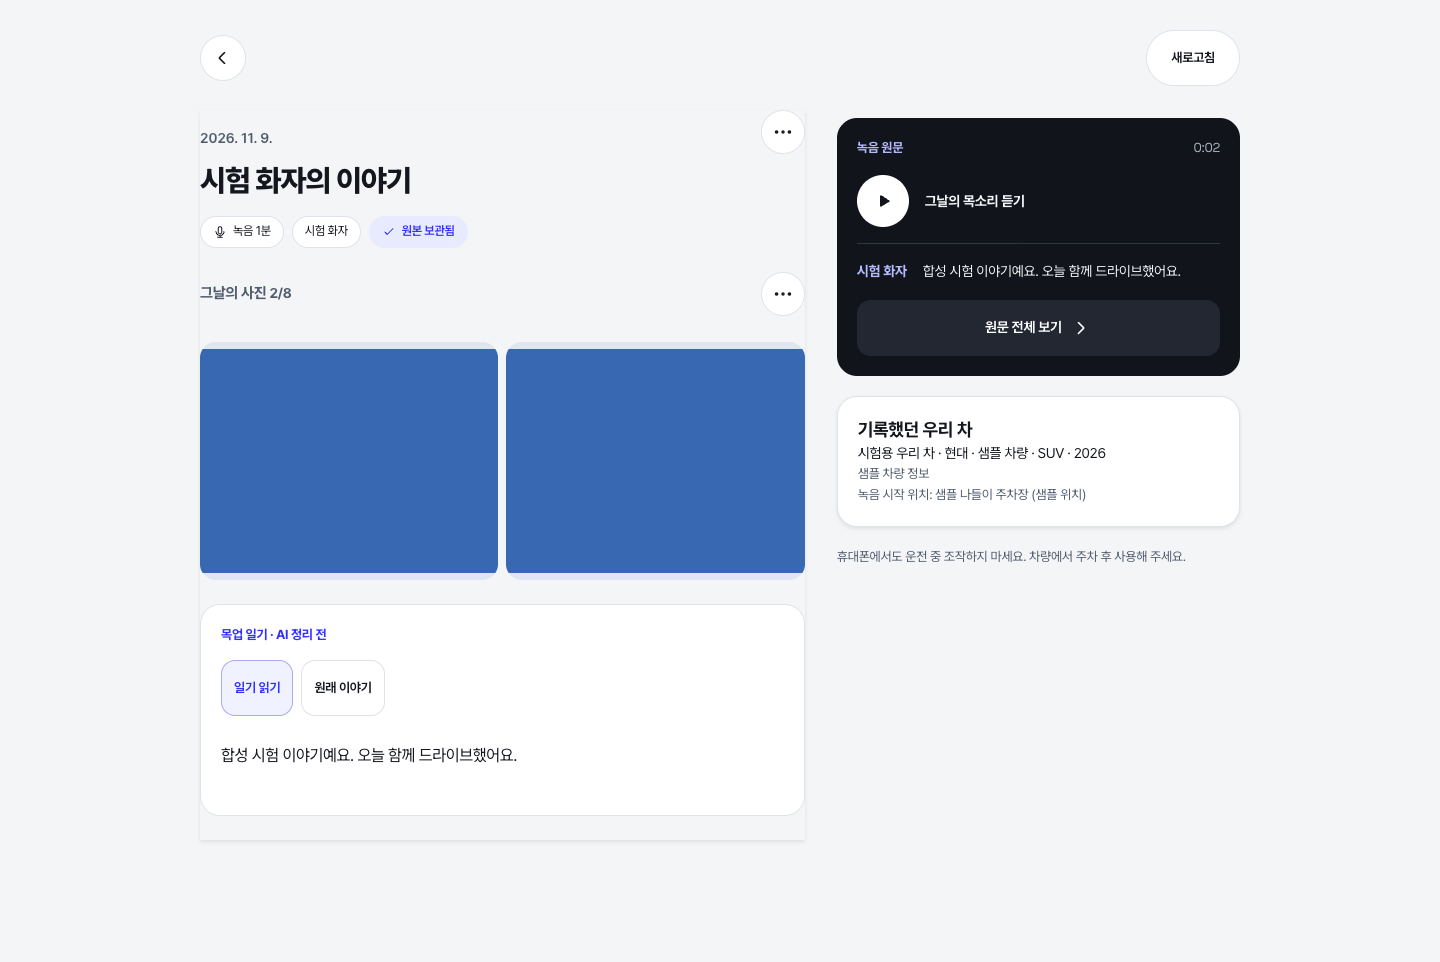 새로고침
2026. 11. 9.
시험 화자의 이야기
녹음 1분
시험 화자
원본 보관됨
그날의 사진 2/8
목업 일기 · AI 정리 전
일기 읽기
원래 이야기
합성 시험 이야기예요. 오늘 함께 드라이브했어요.
녹음 원문
0:02
그날의 목소리 듣기
시험 화자 합성 시험 이야기예요. 오늘 함께 드라이브했어요.
원문 전체 보기
기록했던 우리 차
시험용 우리 차 · 현대 · 샘플 차량 · SUV · 2026
샘플 차량 정보
녹음 시작 위치: 샘플 나들이 주차장 (샘플 위치)
휴대폰에서도 운전 중 조작하지 마세요. 차량에서 주차 후 사용해 주세요.